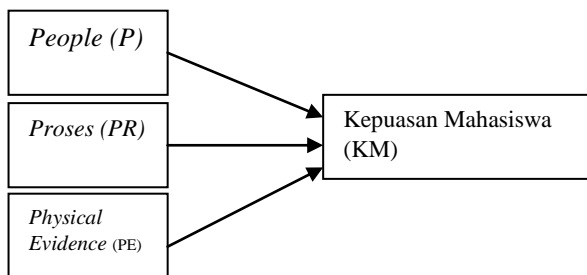 People (P)
Proses (PR)
Kepuasan Mahasiswa
(KM)
Physical
Evidence (PE)